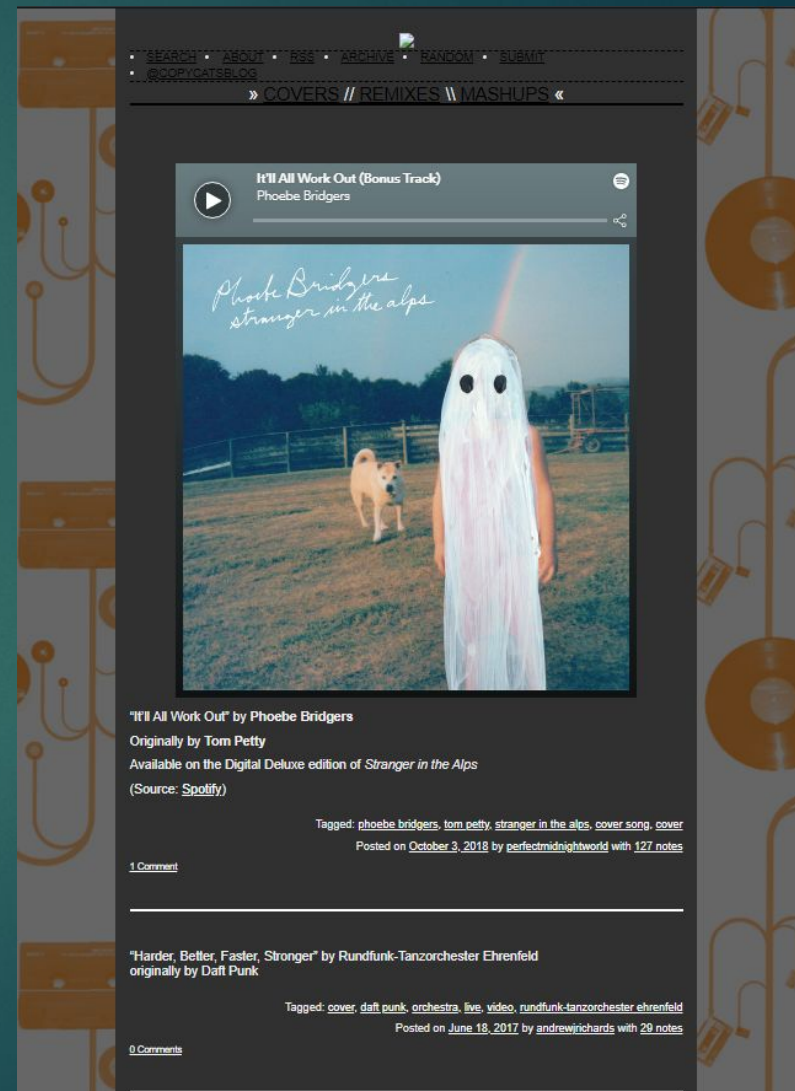 • SEARCH • ABOUT • RSS • ARCHIVE • RANDOM • SUBMIT
• @COPYCATSBLOG
» COVERS // REMIXES \\ MASHUPS «
It'll All Work Out (Bonus Track)
Phoebe Bridgers
Phoebe Bridgers
stranger in the alps
“It'll All Work Out” by Phoebe Bridgers
Originally by Tom Petty
Available on the Digital Deluxe edition of Stranger in the Alps
(Source: Spotify)
Tagged: phoebe bridgers, tom petty, stranger in the alps, cover song, cover
Posted on October 3, 2018 by perfectmidnightworld with 127 notes
1 Comment
“Harder, Better, Faster, Stronger” by Rundfunk-Tanzorchester Ehrenfeld
originally by Daft Punk
Tagged: cover, daft punk, orchestra, live, video, rundfunk-tanzorchester ehrenfeld
Posted on June 18, 2017 by andrewjrichards with 29 notes
0 Comments